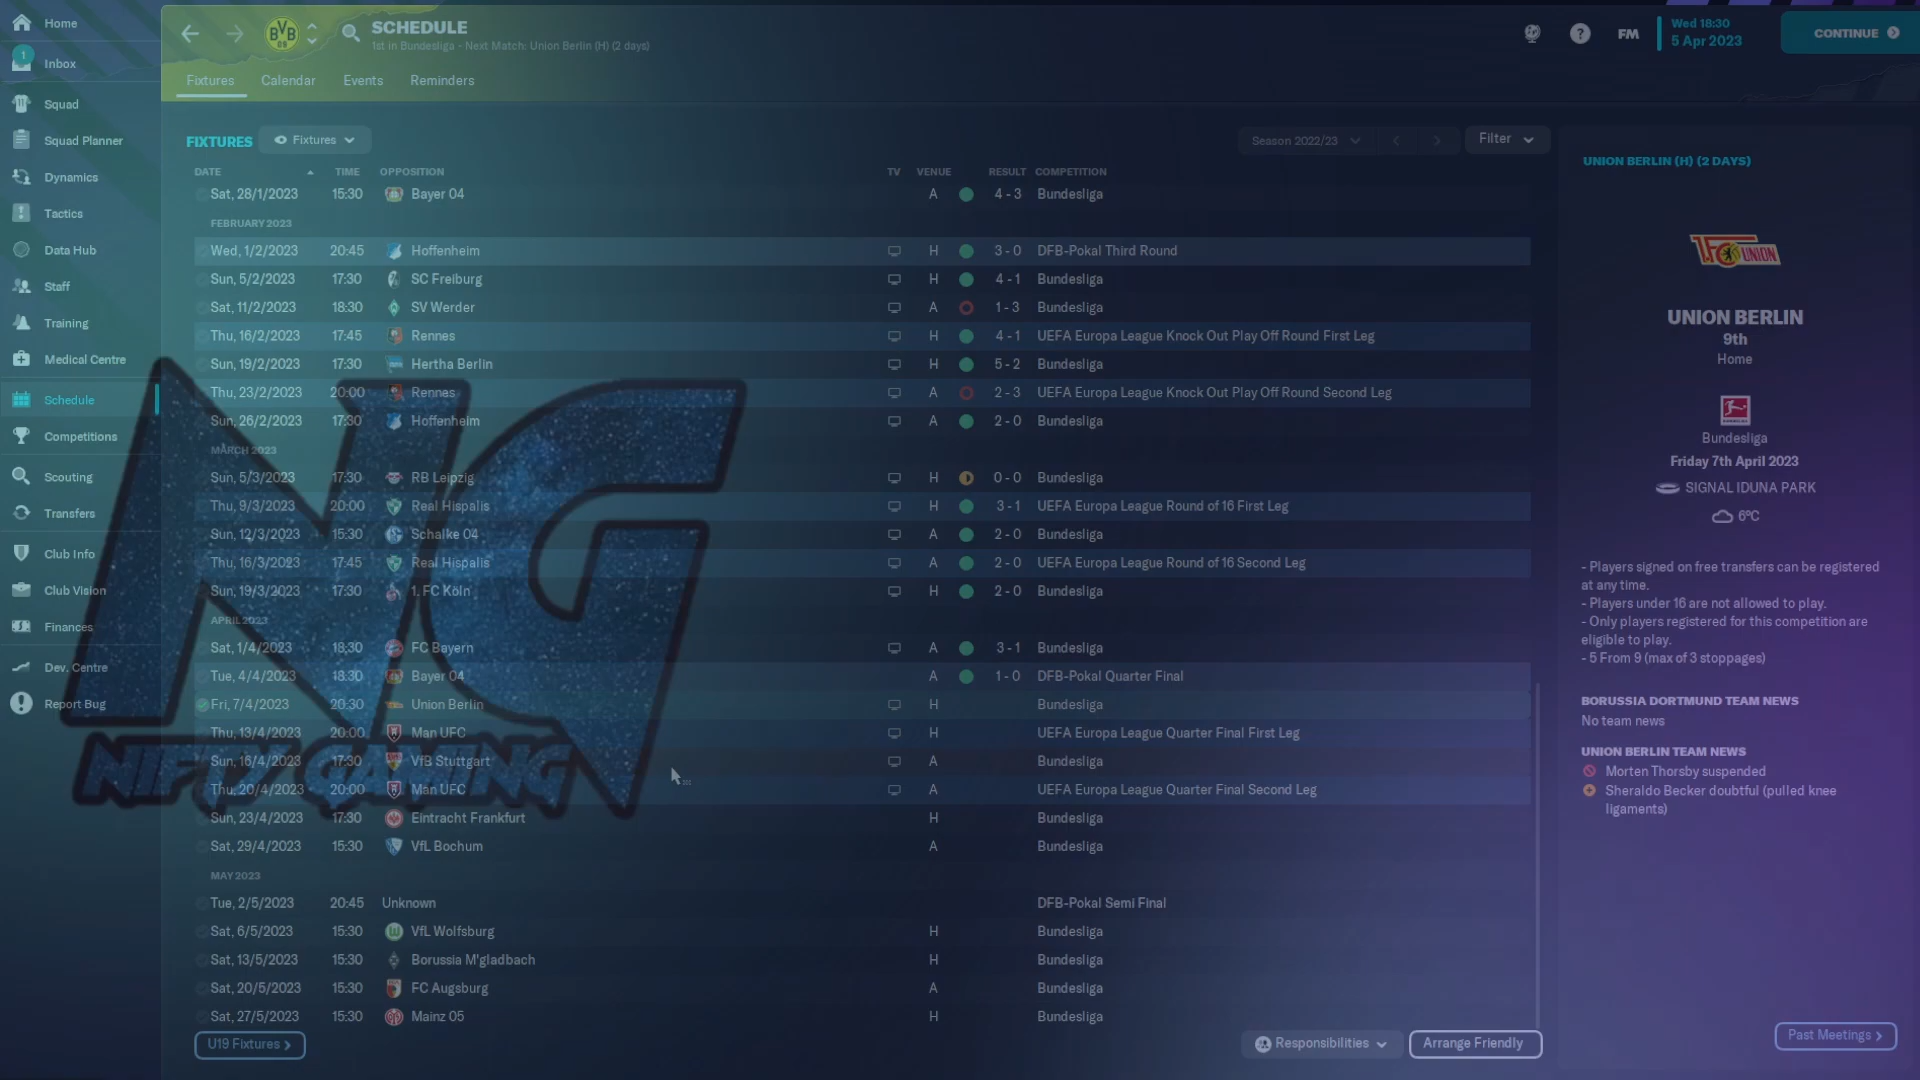 Home
SCHEDULE
1st in Bundesliga - Next Match: Union Berlin (H) (2 days)
FM
Wed 18:30
5 Apr 2023
CONTINUE
1
Inbox
Fixtures Calendar Events Reminders
Squad
Squad Planner
Dynamics
Tactics
Data Hub
Staff
Training
Medical Centre
Schedule
Competitions
Scouting
Transfers
Club Info
Club Vision
Finances
Dev. Centre
Report Bug
FIXTURES Fixtures Season 2022/23 Filter
DATE TIME OPPOSITION TV VENUE RESULT COMPETITION
Sat, 28/1/2023 15:30 Bayer 04 A 4 - 3 Bundesliga
FEBRUARY 2023
Wed, 1/2/2023 20:45 Hoffenheim H 3 - 0 DFB-Pokal Third Round
Sun, 5/2/2023 17:30 SC Freiburg H 4 - 1 Bundesliga
Sat, 11/2/2023 18:30 SV Werder A 1 - 3 Bundesliga
Thu, 16/2/2023 17:45 Rennes H 4 - 1 UEFA Europa League Knock Out Play Off Round First Leg
Sun, 19/2/2023 17:30 Hertha Berlin H 5 - 2 Bundesliga
Thu, 23/2/2023 20:00 Rennes A 2 - 3 UEFA Europa League Knock Out Play Off Round Second Leg
Sun, 26/2/2023 17:30 Hoffenheim A 2 - 0 Bundesliga
MARCH 2023
Sun, 5/3/2023 17:30 RB Leipzig H 0 - 0 Bundesliga
Thu, 9/3/2023 20:00 Real Hispalis H 3 - 1 UEFA Europa League Round of 16 First Leg
Sun, 12/3/2023 15:30 Schalke 04 A 2 - 0 Bundesliga
Thu, 16/3/2023 17:45 Real Hispalis A 2 - 0 UEFA Europa League Round of 16 Second Leg
Sun, 19/3/2023 17:30 1. FC Köln H 2 - 0 Bundesliga
APRIL 2023
Sat, 1/4/2023 18:30 FC Bayern A 3 - 1 Bundesliga
Tue, 4/4/2023 18:30 Bayer 04 A 1 - 0 DFB-Pokal Quarter Final
Fri, 7/4/2023 20:30 Union Berlin H Bundesliga
Thu, 13/4/2023 20:00 Man UFC H UEFA Europa League Quarter Final First Leg
Sun, 16/4/2023 17:30 VfB Stuttgart A Bundesliga
Thu, 20/4/2023 20:00 Man UFC A UEFA Europa League Quarter Final Second Leg
Sun, 23/4/2023 17:30 Eintracht Frankfurt H Bundesliga
Sat, 29/4/2023 15:30 VfL Bochum A Bundesliga
MAY 2023
Tue, 2/5/2023 20:45 Unknown DFB-Pokal Semi Final
Sat, 6/5/2023 15:30 VfL Wolfsburg H Bundesliga
Sat, 13/5/2023 15:30 Borussia M'gladbach H Bundesliga
Sat, 20/5/2023 15:30 FC Augsburg A Bundesliga
Sat, 27/5/2023 15:30 Mainz 05 H Bundesliga
U19 Fixtures
Responsibilities
Arrange Friendly
NG
NIFTY GAMING
UNION BERLIN (H) (2 DAYS)
UNION
UNION BERLIN
9th
Home
Bundesliga
Friday 7th April 2023
SIGNAL IDUNA PARK
6°C
- Players signed on free transfers can be registered
at any time.
- Players under 16 are not allowed to play.
- Only players registered for this competition are
eligible to play.
- 5 From 9 (max of 3 stoppages)
BORUSSIA DORTMUND TEAM NEWS
No team news
UNION BERLIN TEAM NEWS
Morten Thorsby suspended
Sheraldo Becker doubtful (pulled knee
ligaments)
Past Meetings